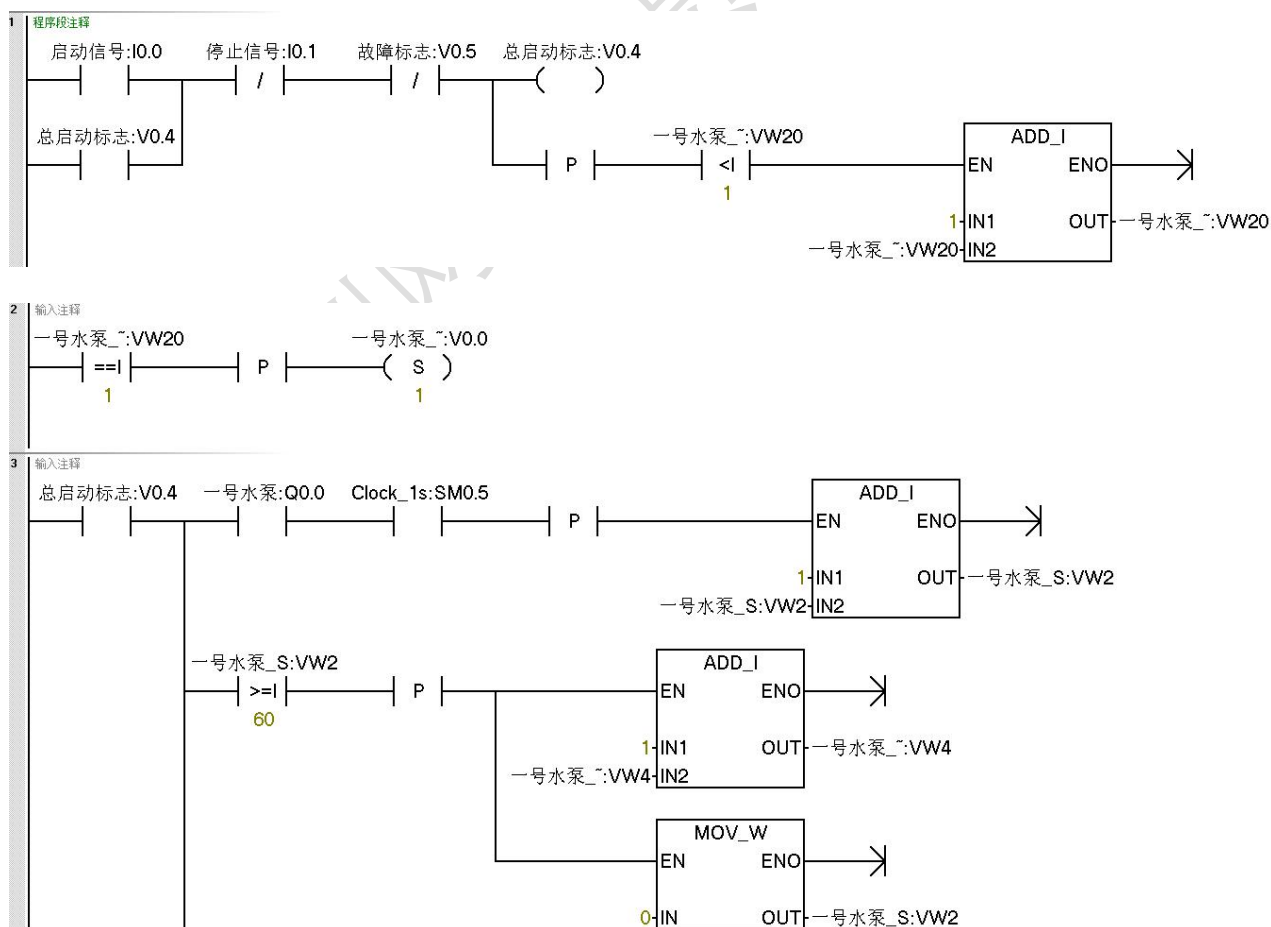 1 程序段注释
启动信号:I0.0 停止信号:I0.1 故障标志:V0.5 总启动标志:V0.4
/ /
总启动标志:V0.4 一号水泵_~:VW20 ADD_I
P <I EN ENO
1
1 IN1 OUT 一号水泵_~:VW20
一号水泵_~:VW20 IN2
2 输入注释
一号水泵_~:VW20 一号水泵_~:V0.0
==I P S
1 1
3 输入注释
总启动标志:V0.4 一号水泵:Q0.0 Clock_1s:SM0.5 ADD_I
P EN ENO
1 IN1 OUT 一号水泵_S:VW2
一号水泵_S:VW2 IN2
一号水泵_S:VW2 ADD_I
>=I P EN ENO
60
1 IN1 OUT 一号水泵_~:VW4
一号水泵_~:VW4 IN2
MOV_W
EN ENO
0 IN OUT 一号水泵_S:VW2